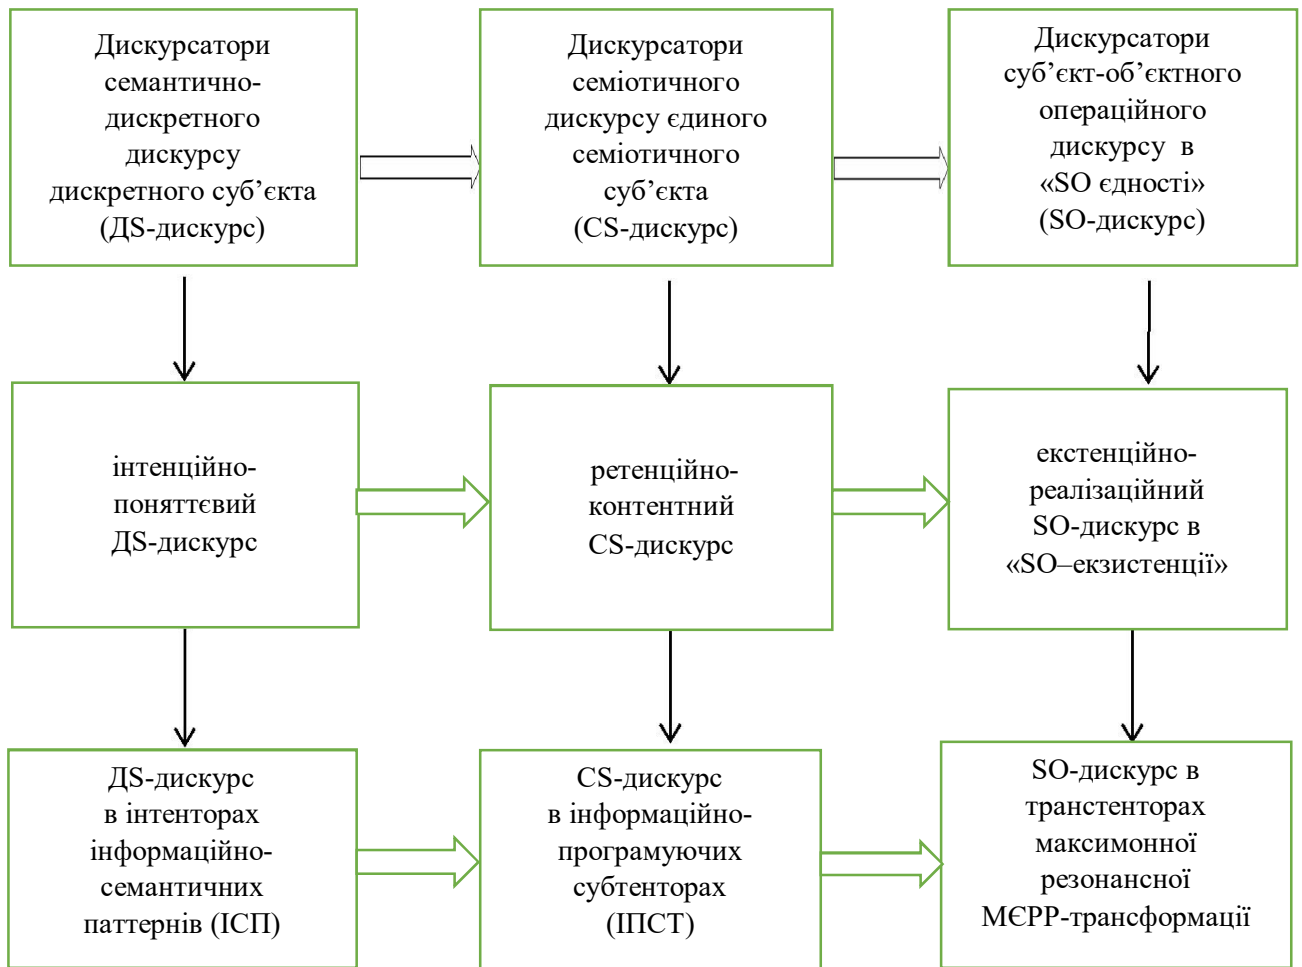 Дискурсатори
семантично-
дискретного
дискурсу
дискретного суб’єкта
(ДS-дискурс)
Дискурсатори
семіотичного
дискурсу єдиного
семіотичного
суб’єкта
(CS-дискурс)
Дискурсатори
суб’єкт-об’єктного
операційного
дискурсу в
«SO єдності»
(SO-дискурс)
інтенційно-
поняттєвий
ДS-дискурс
ретенційно-
контентний
CS-дискурс
екстенційно-
реалізаційний
SO-дискурс в
«SO–екзистенції»
ДS-дискурс
в інтенторах
інформаційно-
семантичних
паттернів (ІСП)
CS-дискурс
в інформаційно-
програмуючих
субтенторах
(ІПСТ)
SO-дискурс в
транстенторах
максимонної
резонансної
МЄРР-трансформації